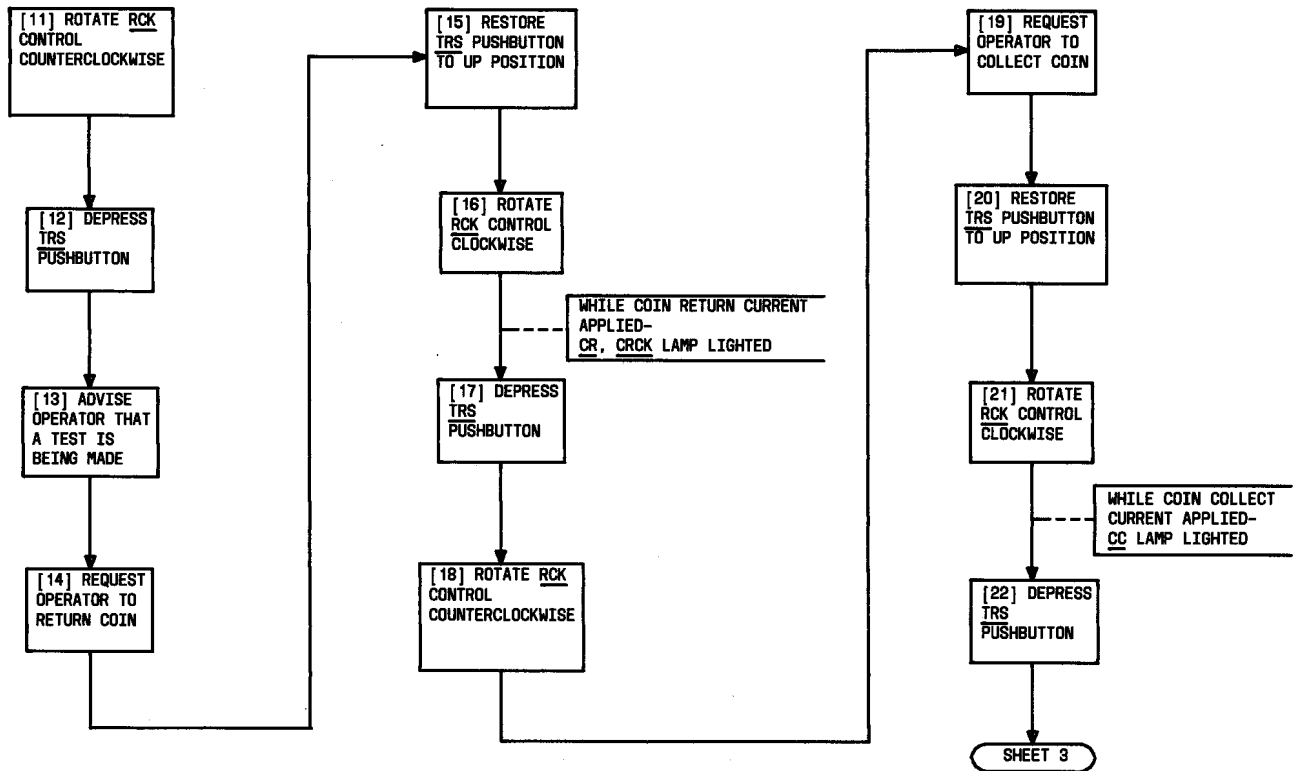 [11] ROTATE RCK
CONTROL
COUNTERCLOCKWISE
[12] DEPRESS
TRS
PUSHBUTTON
[13] ADVISE
OPERATOR THAT
A TEST IS
BEING MADE
[14] REQUEST
OPERATOR TO
RETURN COIN
[15] RESTORE
TRS PUSHBUTTON
TO UP POSITION
[16] ROTATE
RCK CONTROL
CLOCKWISE
WHILE COIN RETURN CURRENT
APPLIED-
CR, CRCK LAMP LIGHTED
[17] DEPRESS
TRS
PUSHBUTTON
[18] ROTATE RCK
CONTROL
COUNTERCLOCKWISE
[19] REQUEST
OPERATOR TO
COLLECT COIN
[20] RESTORE
TRS PUSHBUTTON
TO UP POSITION
[21] ROTATE
RCK CONTROL
CLOCKWISE
WHILE COIN COLLECT
CURRENT APPLIED-
CC LAMP LIGHTED
[22] DEPRESS
TRS
PUSHBUTTON
SHEET 3